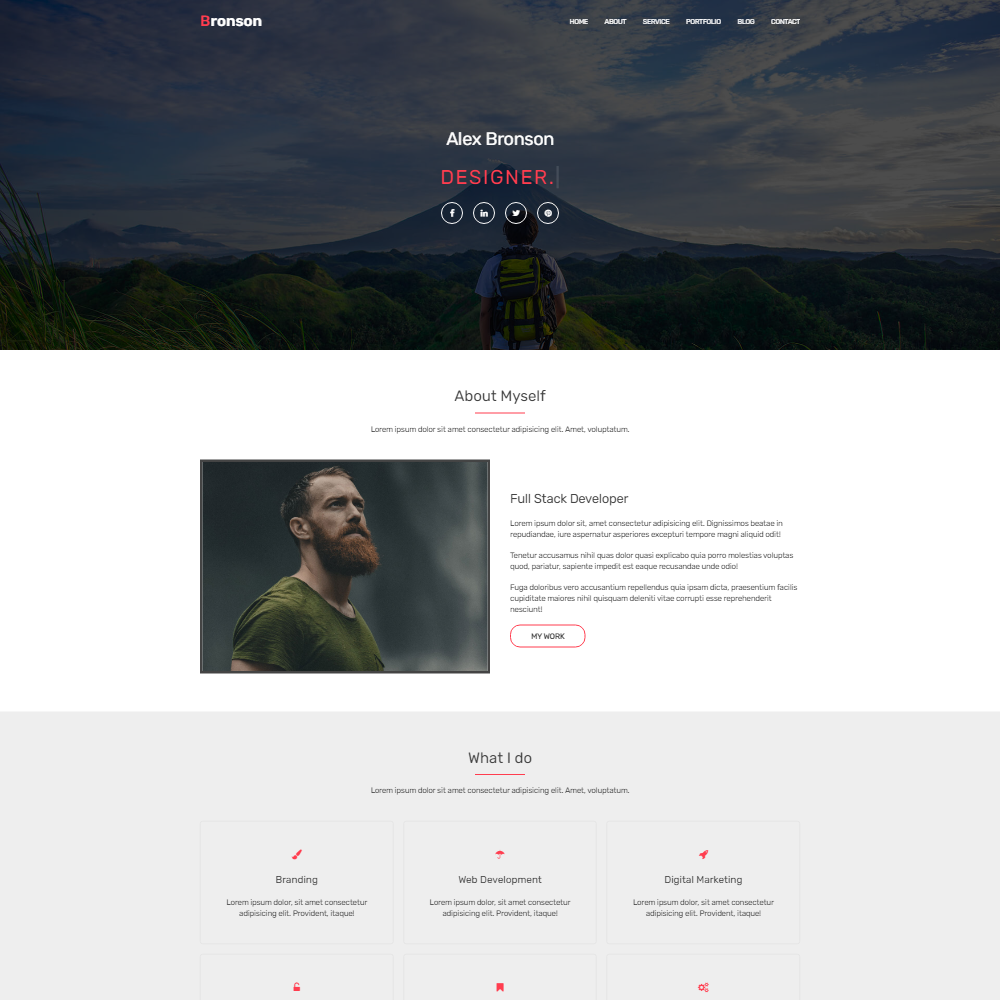 Bronson
HOME ABOUT SERVICE PORTFOLIO BLOG CONTACT
Alex Bronson
DESIGNER.
About Myself
Lorem ipsum dolor sit amet consectetur adipisicing elit. Amet, voluptatum.
Full Stack Developer
Lorem ipsum dolor sit, amet consectetur adipisicing elit. Dignissimos beatae in
repudiandae, iure aspernatur asperiores excepturi tempore magni aliquid odit!
Tenetur accusamus nihil quas dolor quasi explicabo quia porro molestias voluptas
quod, pariatur, sapiente impedit est eaque recusandae unde odio!
Fuga doloribus vero accusantium repellendus quia ipsam dicta, praesentium facilis
cupiditate maiores nihil quisquam deleniti vitae corrupti esse reprehenderit
nesciunt!
MY WORK
What I do
Lorem ipsum dolor sit amet consectetur adipisicing elit. Amet, voluptatum.
Branding
Lorem ipsum dolor, sit amet consectetur
adipisicing elit. Provident, itaque!
Web Development
Lorem ipsum dolor, sit amet consectetur
adipisicing elit. Provident, itaque!
Digital Marketing
Lorem ipsum dolor, sit amet consectetur
adipisicing elit. Provident, itaque!